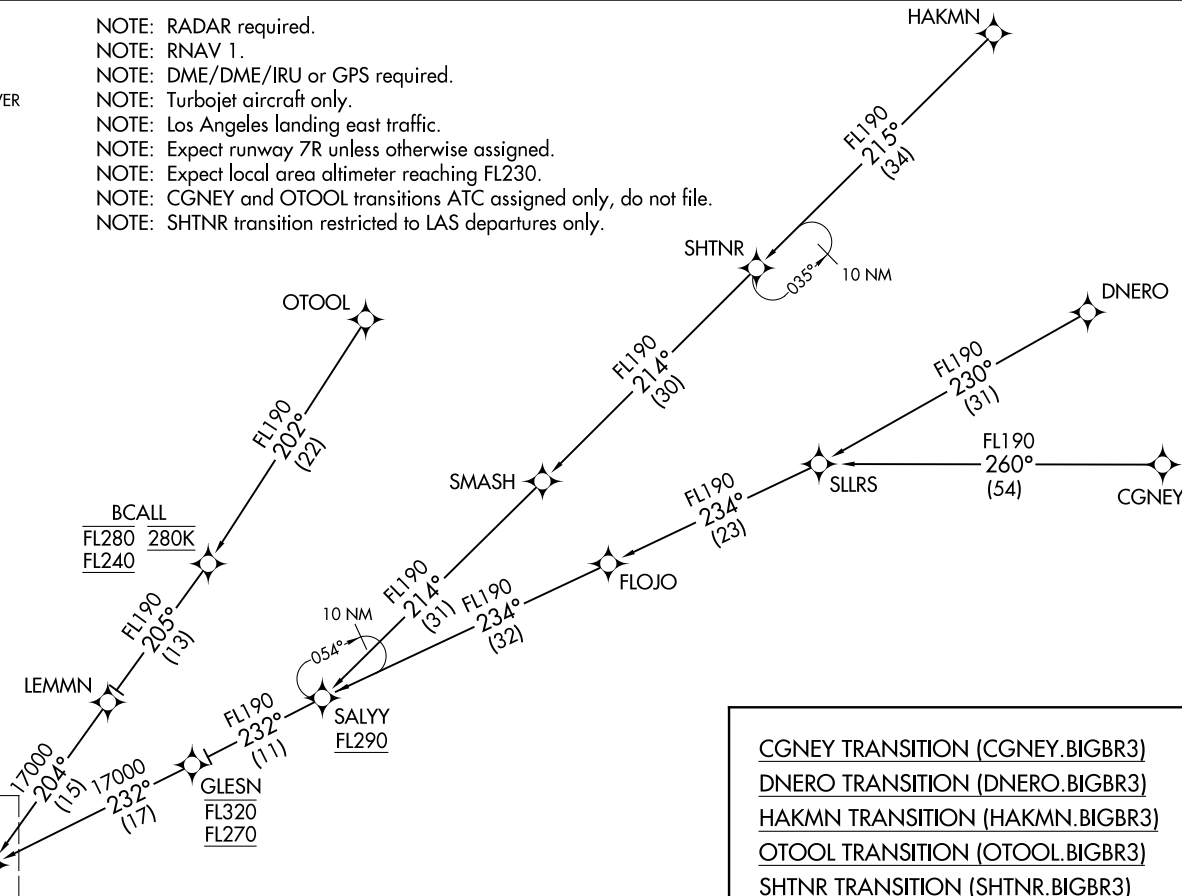 NOTE: RADAR required.
NOTE: RNAV 1.
NOTE: DME/DME/IRU or GPS required.
NOTE: Turbojet aircraft only.
NOTE: Los Angeles landing east traffic.
NOTE: Expect runway 7R unless otherwise assigned.
NOTE: Expect local area altimeter reaching FL230.
NOTE: CGNEY and OTOOL transitions ATC assigned only, do not file.
NOTE: SHTNR transition restricted to LAS departures only.
HAKMN
FL190
215°
(34)
SHTNR
035°
10 NM
OTOOL
DNERO
FL190
230°
(31)
FL190
214°
(30)
FL190
202°
(22)
FL190
260°
(54)
CGNEY
SLLRS
SMASH
FL190
234°
(23)
BCALL
FL280 280K
FL240
FLOJO
FL190
214°
(31)
FL190
234°
(32)
10 NM
054°
FL190
205°
(13)
LEMMN
SALYY
FL290
FL190
232°
(11)
GLESN
FL320
FL270
17000
204°
(15)
17000
232°
(17)
CGNEY TRANSITION (CGNEY.BIGBR3)
DNERO TRANSITION (DNERO.BIGBR3)
HAKMN TRANSITION (HAKMN.BIGBR3)
OTOOL TRANSITION (OTOOL.BIGBR3)
SHTNR TRANSITION (SHTNR.BIGBR3)